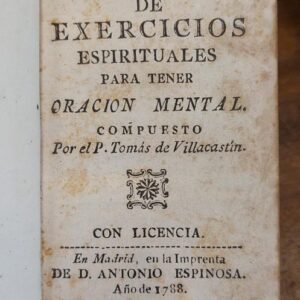 DE
EXERCICIOS
ESPIRITUALES
PARA TENER
ORACION MENTAL.
COMPUESTO
Por el P. Tomás de Villacastín.
CON LICENCIA.
En Madrid, en la Imprenta
DE D. ANTONIO ESPINOSA.
Año de 1788.